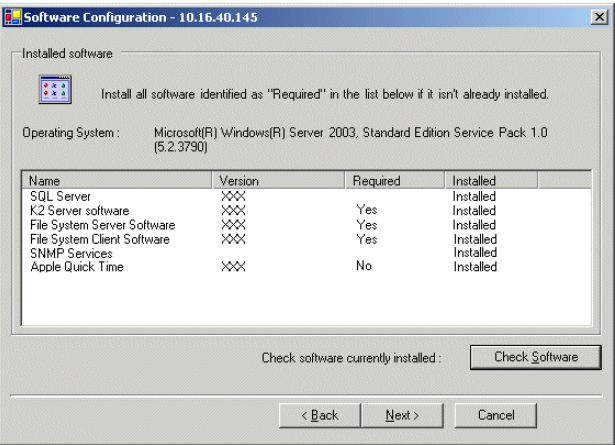 Software Configuration - 10.16.40.145
Installed software
Install all software identified as "Required" in the list below if it isn't already installed.
Operating System : Microsoft(R) Windows(R) Server 2003, Standard Edition Service Pack 1.0
(5.2.3790)
Name Version Required Installed
SQL Server XXX Installed
K2 Server software XXX Yes Installed
File System Server Software XXX Yes Installed
File System Client Software XXX Yes Installed
SNMP Services Installed
Apple Quick Time XXX No Installed
Check software currently installed : Check Software
< Back Next > Cancel